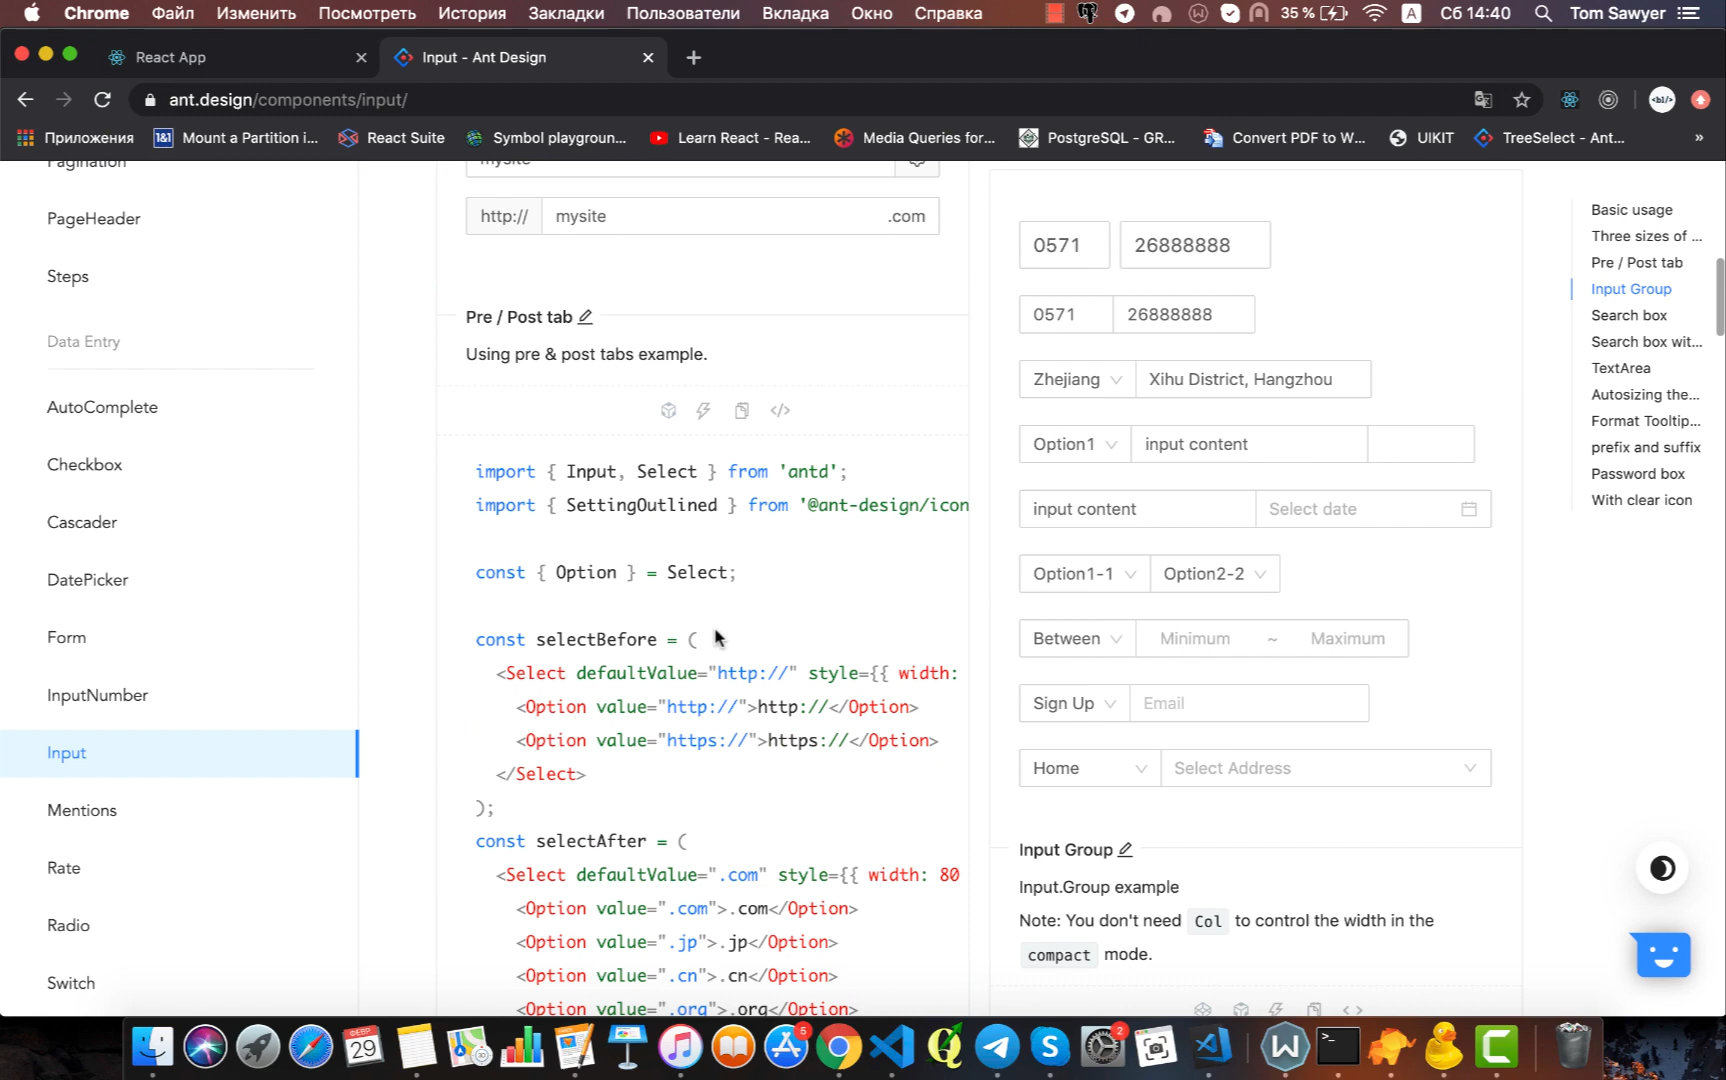 Chrome Файл Изменить Посмотреть История Закладки Пользователи Вкладка Окно Справка 35 % A Сб 14:40 Tom Sawyer
React App Input - Ant Design
ant.design/components/input/
Приложения Mount a Partition i... React Suite Symbol playgroun... Learn React - Rea... Media Queries for... PostgreSQL - GR... Convert PDF to W... UIKIT TreeSelect - Ant... »
Pagination
PageHeader
Steps
Data Entry
AutoComplete
Checkbox
Cascader
DatePicker
Form
InputNumber
Input
Mentions
Rate
Radio
Switch
mysite
http:// mysite .com
Pre / Post tab
Using pre & post tabs example.
import { Input, Select } from 'antd';
import { SettingOutlined } from '@ant-design/icon
const { Option } = Select;
const selectBefore = (
<Select defaultValue="http://" style={{ width:
<Option value="http://">http://</Option>
<Option value="https://">https://</Option>
</Select>
);
const selectAfter = (
<Select defaultValue=".com" style={{ width: 80
<Option value=".com">.com</Option>
<Option value=".jp">.jp</Option>
<Option value=".cn">.cn</Option>
<Option value=".org">.org</Option>
0571 26888888
0571 26888888
Zhejiang Xihu District, Hangzhou
Option1 input content
input content Select date
Option1-1 Option2-2
Between Minimum ~ Maximum
Sign Up Email
Home Select Address
Input Group
Input.Group example
Note: You don't need Col to control the width in the
compact mode.
Basic usage
Three sizes of ...
Pre / Post tab
Input Group
Search box
Search box wit...
TextArea
Autosizing the...
Format Tooltip...
prefix and suffix
Password box
With clear icon
ФЕВР
29
5
2